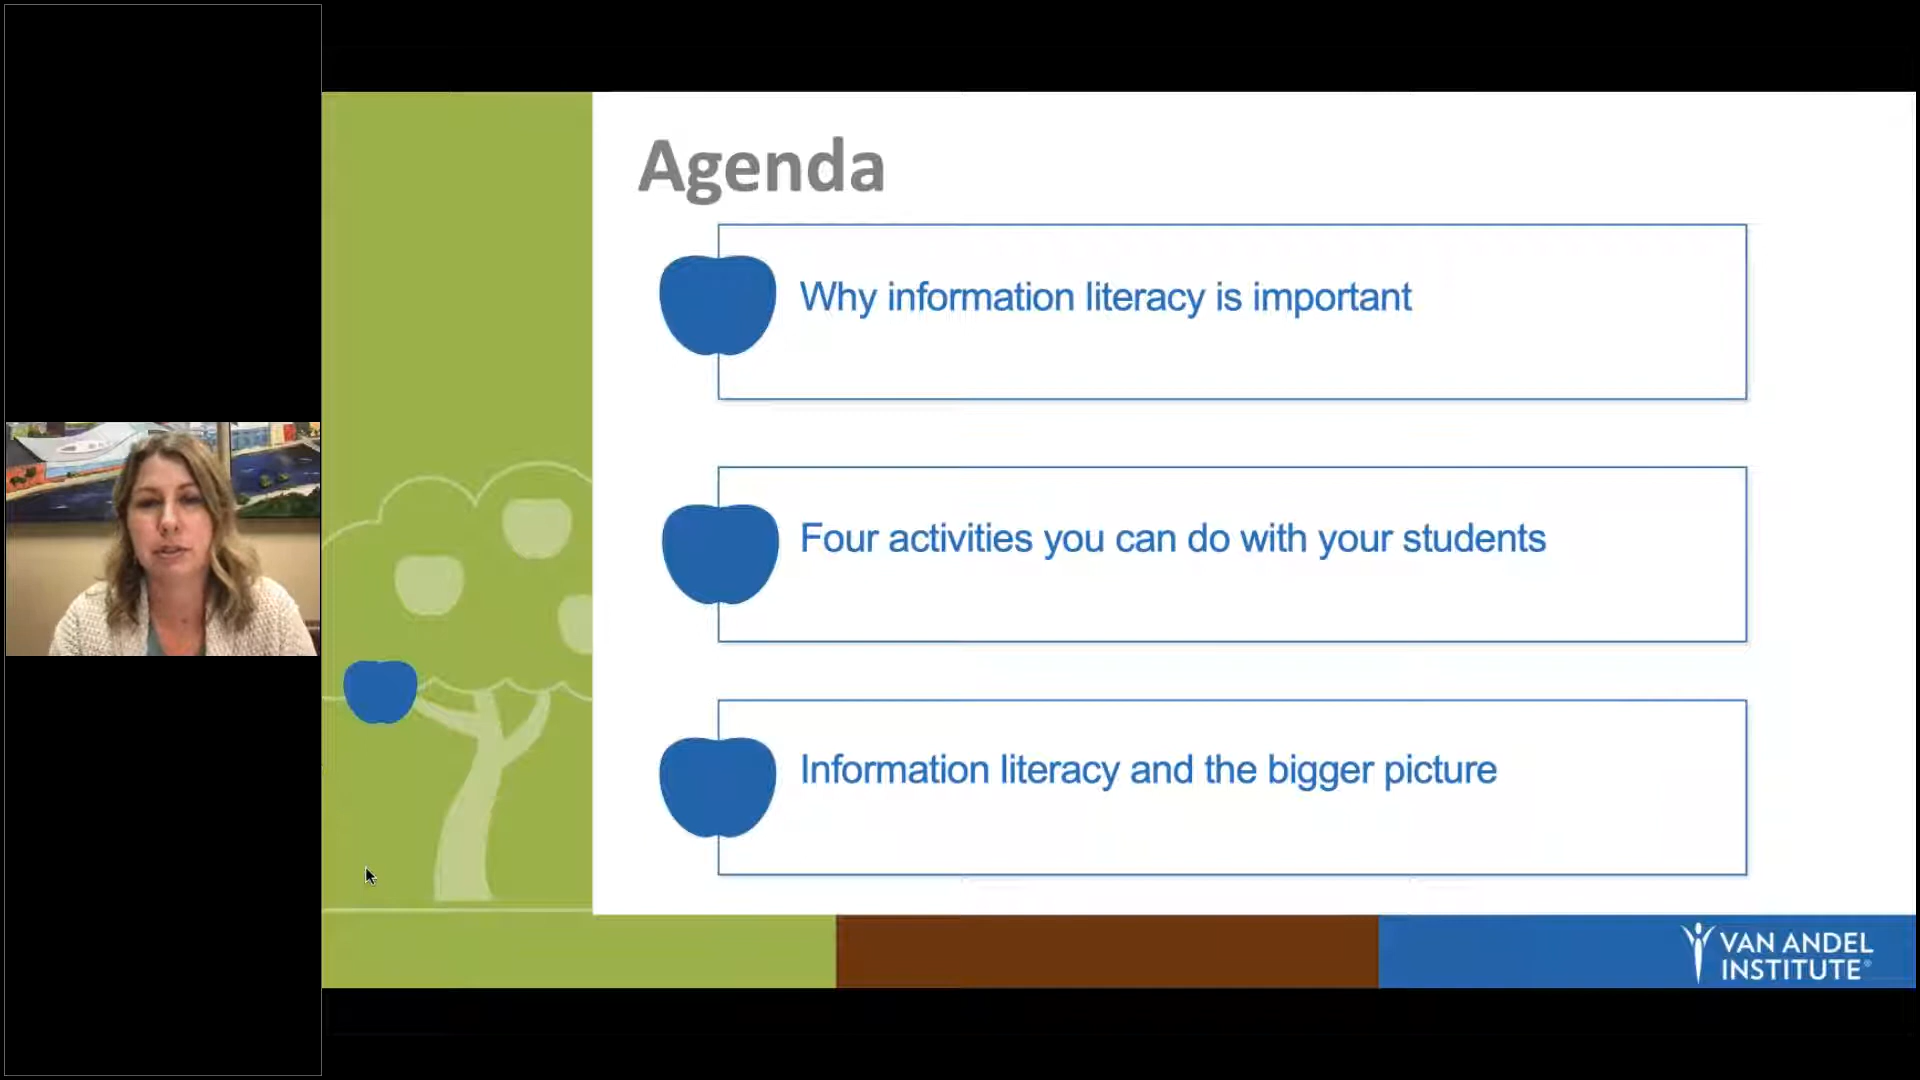 Agenda
Why information literacy is important
Four activities you can do with your students
Information literacy and the bigger picture
VAN ANDEL
INSTITUTE®